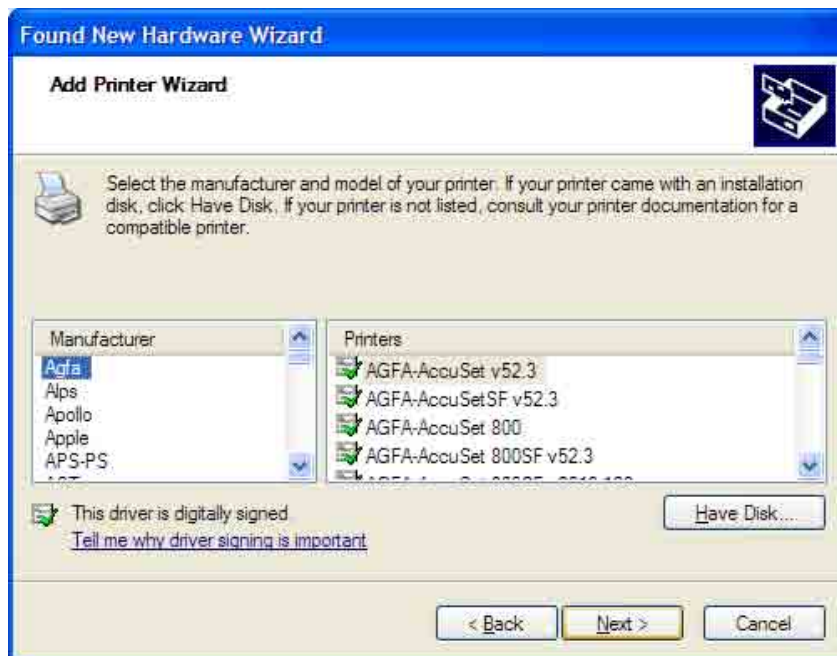 Found New Hardware Wizard
Add Printer Wizard
Select the manufacturer and model of your printer. If your printer came with an installation
disk, click Have Disk. If your printer is not listed, consult your printer documentation for a
compatible printer.
Manufacturer
Agfa
Alps
Apollo
Apple
APS-PS
Printers
AGFA-AccuSet v52.3
AGFA-AccuSetSF v52.3
AGFA-AccuSet 800
AGFA-AccuSet 800SF v52.3
This driver is digitally signed.
Tell me why driver signing is important
Have Disk...
< Back
Next >
Cancel